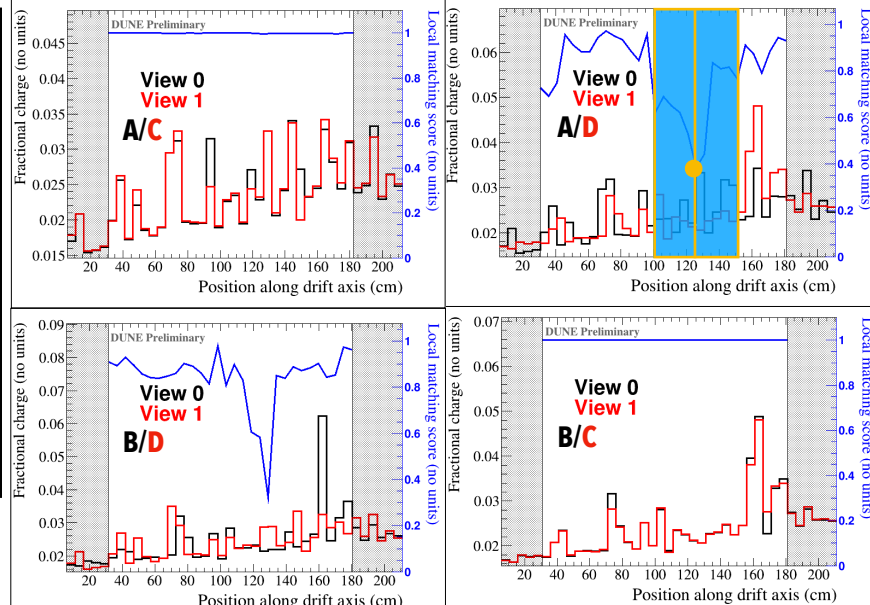 DUNE Preliminary
Fractional charge (no units)
0.045
0.035
0.025
0.015
View 0
View 1
A/C
1
0.8
0.6
0.4
0.2
0
Local matching score (no units)
20 40 60 80 100 120 140 160 180 200
Position along drift axis (cm)
DUNE Preliminary
Fractional charge (no units)
0.06
0.05
0.04
0.03
0.02
View 0
View 1
A/D
1
0.8
0.6
0.4
0.2
0
Local matching score (no units)
20 40 60 80 100 120 140 160 180 200
Position along drift axis (cm)
DUNE Preliminary
Fractional charge (no units)
0.09
0.08
0.07
0.06
0.05
0.04
0.03
0.02
View 0
View 1
B/D
1
0.8
0.6
0.4
0.2
0
Local matching score (no units)
20 40 60 80 100 120 140 160 180 200
Position along drift axis (cm)
DUNE Preliminary
Fractional charge (no units)
0.07
0.06
0.05
0.04
0.03
0.02
View 0
View 1
B/C
1
0.8
0.6
0.4
0.2
0
Local matching score (no units)
20 40 60 80 100 120 140 160 180 200
Position along drift axis (cm)